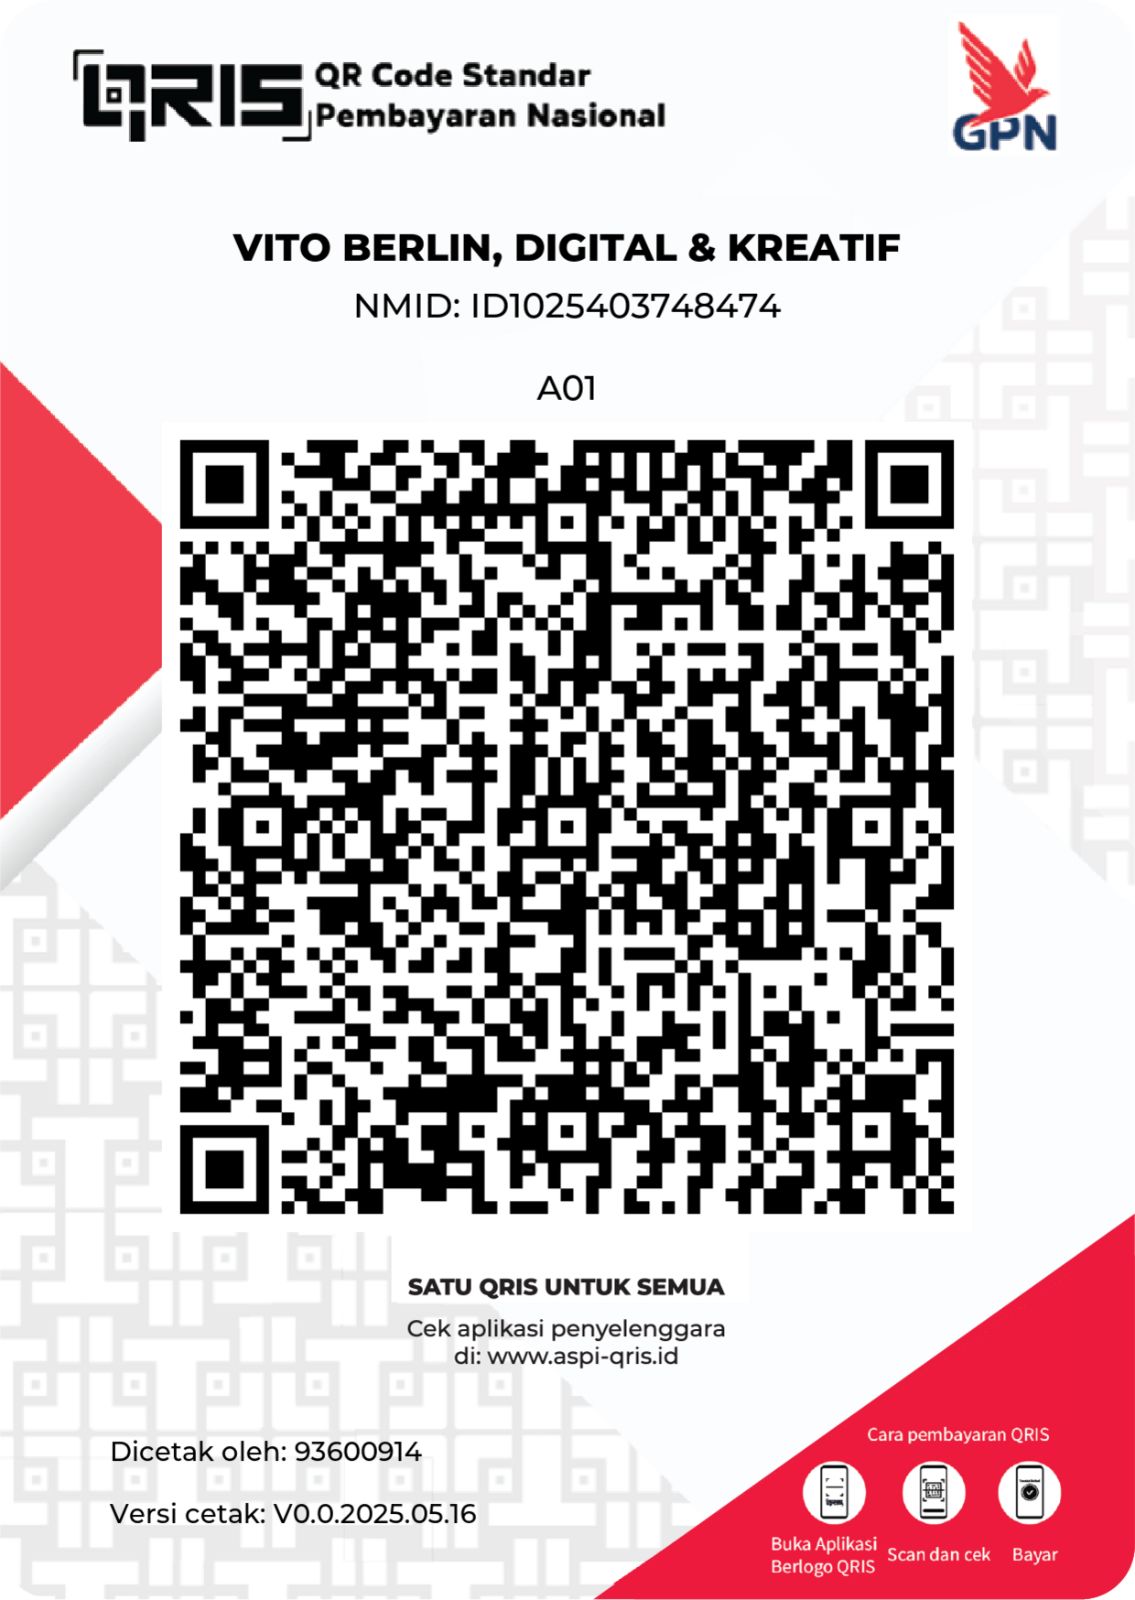 QRIS QR Code Standar
Pembayaran Nasional
GPN
VITO BERLIN, DIGITAL & KREATIF
NMID: ID1025403748474
A01
SATU QRIS UNTUK SEMUA
Cek aplikasi penyelenggara
di: www.aspi-qris.id
Dicetak oleh: 93600914
Versi cetak: V0.0.2025.05.16
Cara pembayaran QRIS
Buka Aplikasi
Berlogo QRIS
Scan dan cek
Bayar